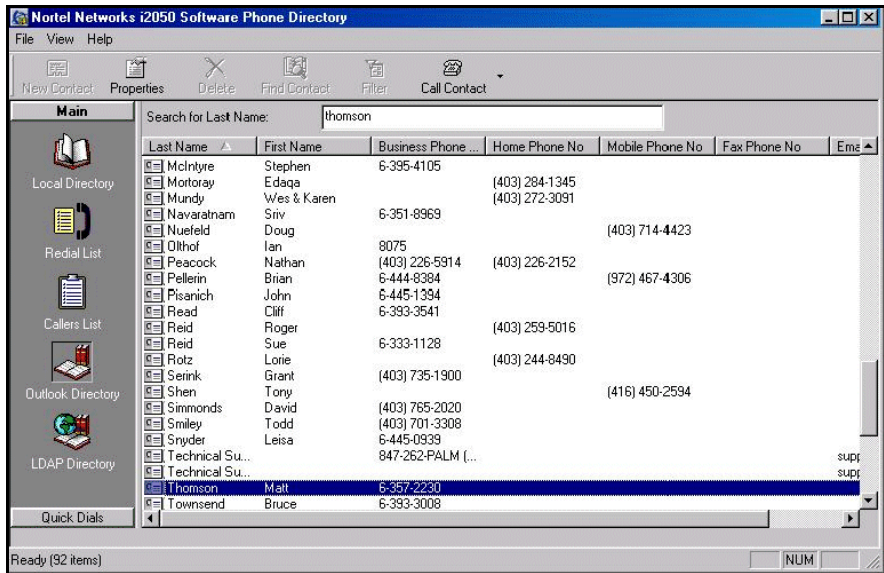 Nortel Networks i2050 Software Phone Directory
File View Help
New Contact Properties Delete Find Contact Filter Call Contact
Main
Search for Last Name: thomson
Last Name First Name Business Phone ... Home Phone No Mobile Phone No Fax Phone No Ema
McIntyre Stephen 6-395-4105
Mortoray Edaqa (403) 284-1345
Local Directory
Mundy Wes & Karen (403) 272-3091
Navaratnam Sriv 6-351-8969
Nuefeld Doug (403) 714-4423
Olthof Ian 8075
Redial List
Peacock Nathan (403) 226-5914 (403) 226-2152
Pellerin Brian 6-444-8384 (972) 467-4306
Pisanich John 6-445-1394
Read Cliff 6-393-3541
Callers List
Reid Roger (403) 259-5016
Reid Sue 6-333-1128
Rotz Lorie (403) 244-8490
Serink Grant (403) 735-1900
Shen Tony (416) 450-2594
Outlook Directory
Simmonds David (403) 765-2020
Smiley Todd (403) 701-3308
Snyder Leisa 6-445-0939
Technical Su... 847-262-PALM (... supp
LDAP Directory
Technical Su... supp
Thomson Matt 6-357-2230
Townsend Bruce 6-393-3008
Quick Dials
Ready (92 items) NUM